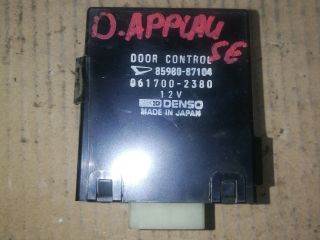 D. APPLAU
SE
DOOR CONTROL
85980-87104
061700-2380
12V
DENSO
MADE IN JAPAN